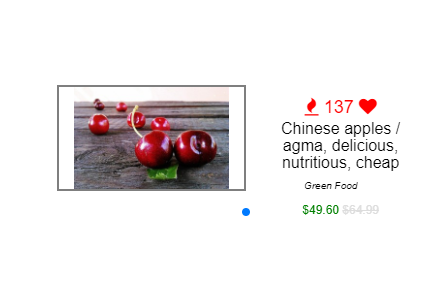 137
Chinese apples /
agma, delicious,
nutritious, cheap
Green Food
$49.60 $64.99